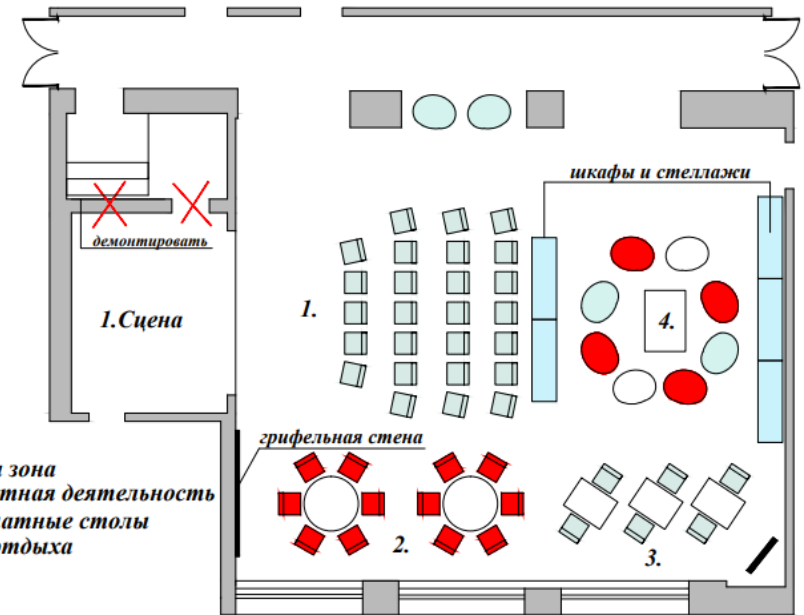 шкафы и стеллажи
демонтировать
1.Сцена
1.
4.
грифельная стена
зона
тная деятельность
атные столы
отдыха
2.
3.